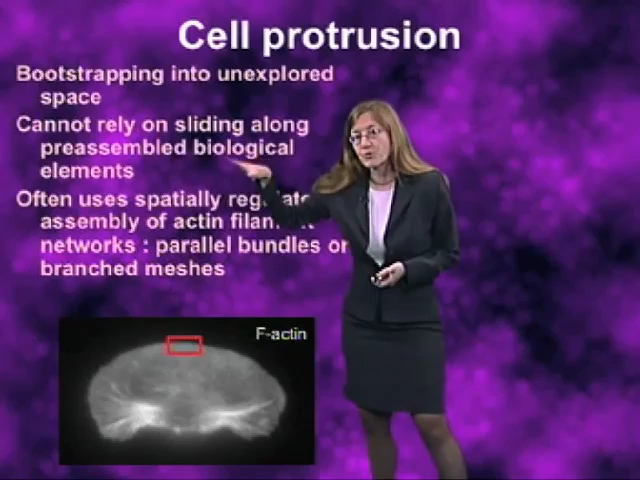 Cell protrusion
Bootstrapping into unexplored
space
Cannot rely on sliding along
preassembled biological
elements
Often uses spatially
assembly of actin
networks : parallel bundles or
branched meshes
F-actin